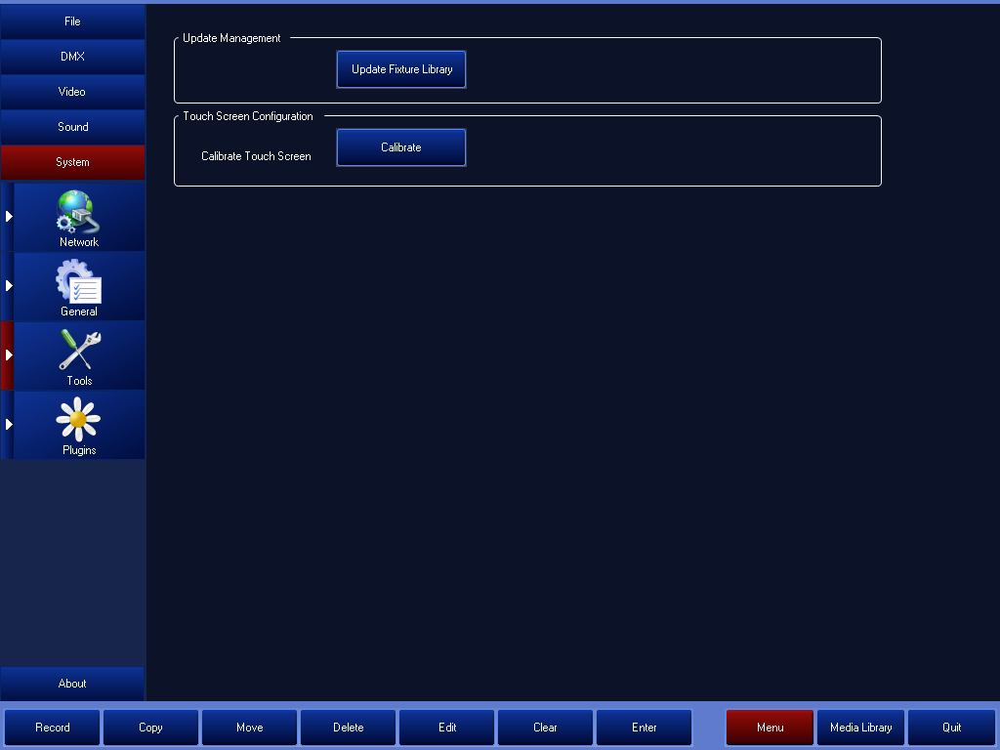 File
DMX
Video
Sound
System
Network
General
Tools
Plugins
About
Update Management
Update Fixture Library
Touch Screen Configuration
Calibrate Touch Screen
Calibrate
Record
Copy
Move
Delete
Edit
Clear
Enter
Menu
Media Library
Quit